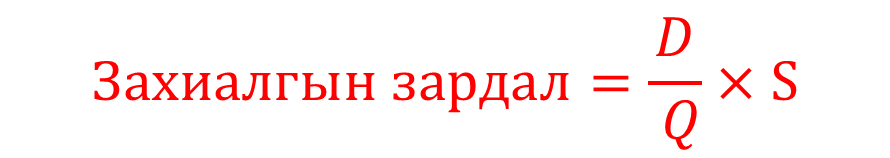 Захиалгын зардал = D/Q × S